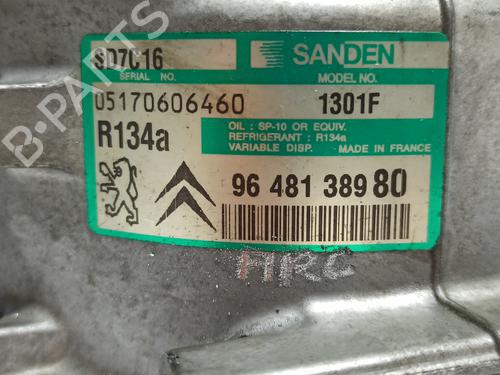 SD7C16
SANDEN
SERIAL NO.
MODEL NO.
05170606460
1301F
R134a
OIL : SP-10 OR EQUIV.
REFRIGERANT : R134a
VARIABLE DISP. MADE IN FRANCE
96 481 389 80
HRC
B-PARTS